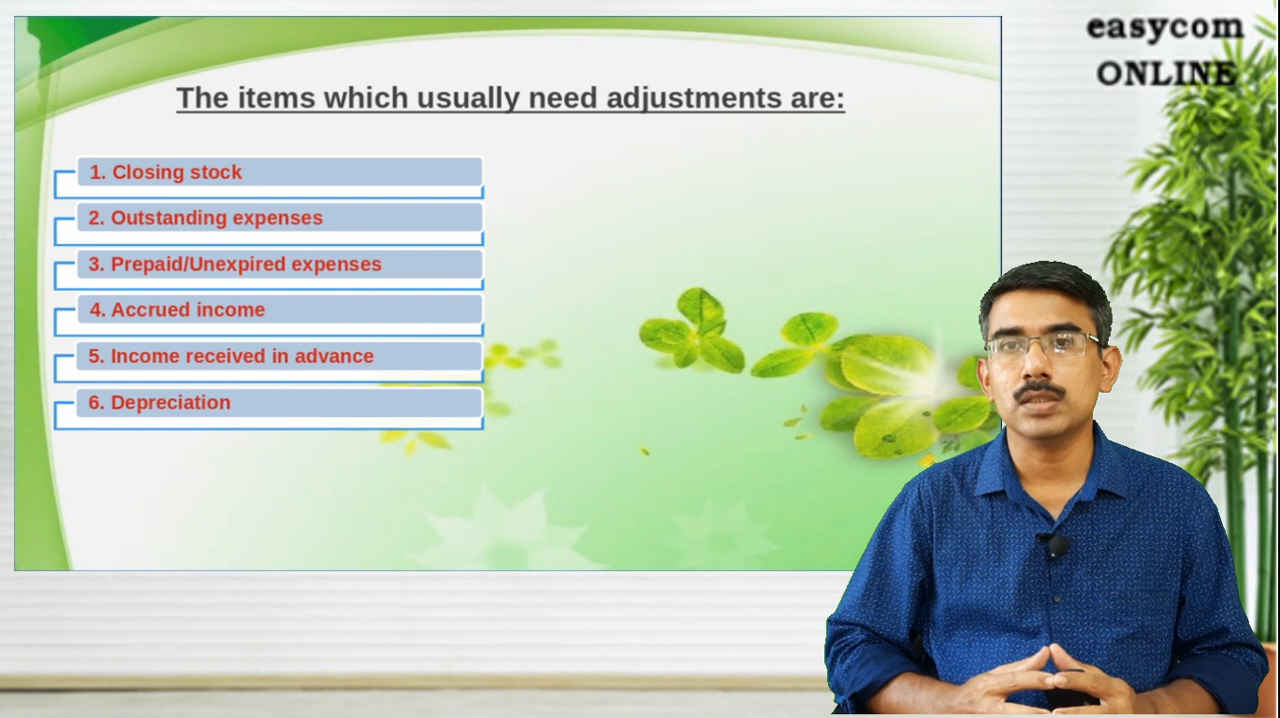 easycom
ONLINE
The items which usually need adjustments are:
1. Closing stock
2. Outstanding expenses
3. Prepaid/Unexpired expenses
4. Accrued income
5. Income received in advance
6. Depreciation